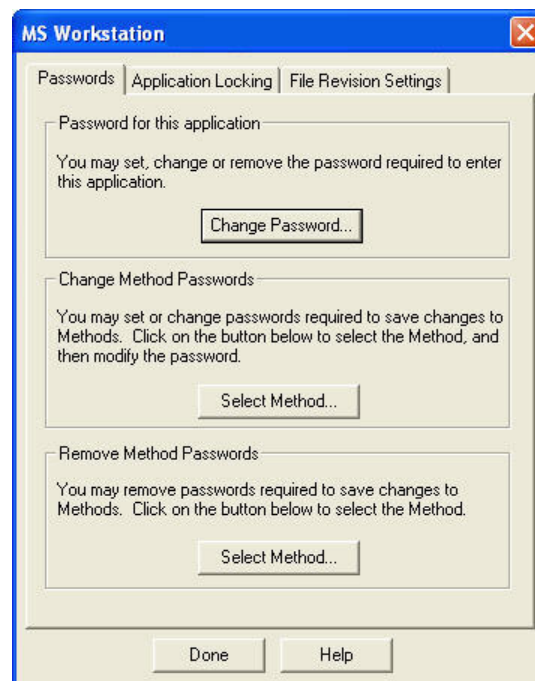 MS Workstation
Passwords
Application Locking
File Revision Settings
Password for this application
You may set, change or remove the password required to enter
this application.
Change Password...
Change Method Passwords
You may set or change passwords required to save changes to
Methods.  Click on the button below to select the Method, and
then modify the password.
Select Method...
Remove Method Passwords
You may remove passwords required to save changes to
Methods.  Click on the button below to select the Method.
Select Method...
Done
Help